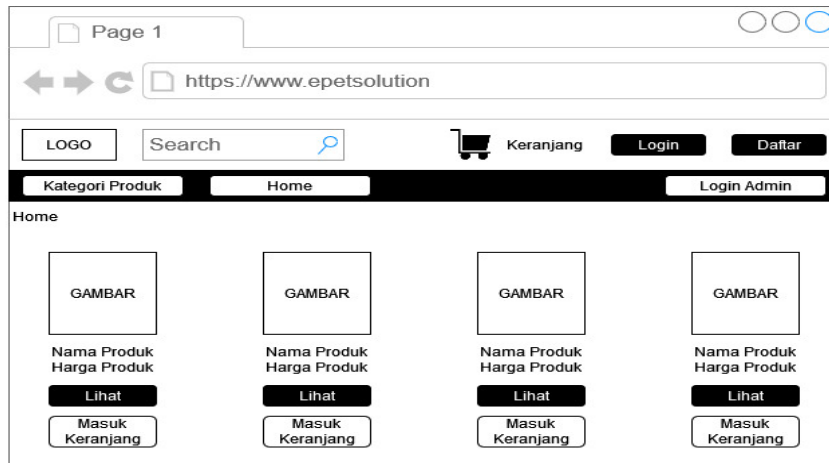 Page 1
https://www.epetsolution
LOGO Search Keranjang Login Daftar
Kategori Produk Home Login Admin
Home
GAMBAR GAMBAR GAMBAR GAMBAR
Nama Produk Nama Produk Nama Produk Nama Produk
Harga Produk Harga Produk Harga Produk Harga Produk
Lihat Lihat Lihat Lihat
Masuk Masuk Masuk Masuk
Keranjang Keranjang Keranjang Keranjang